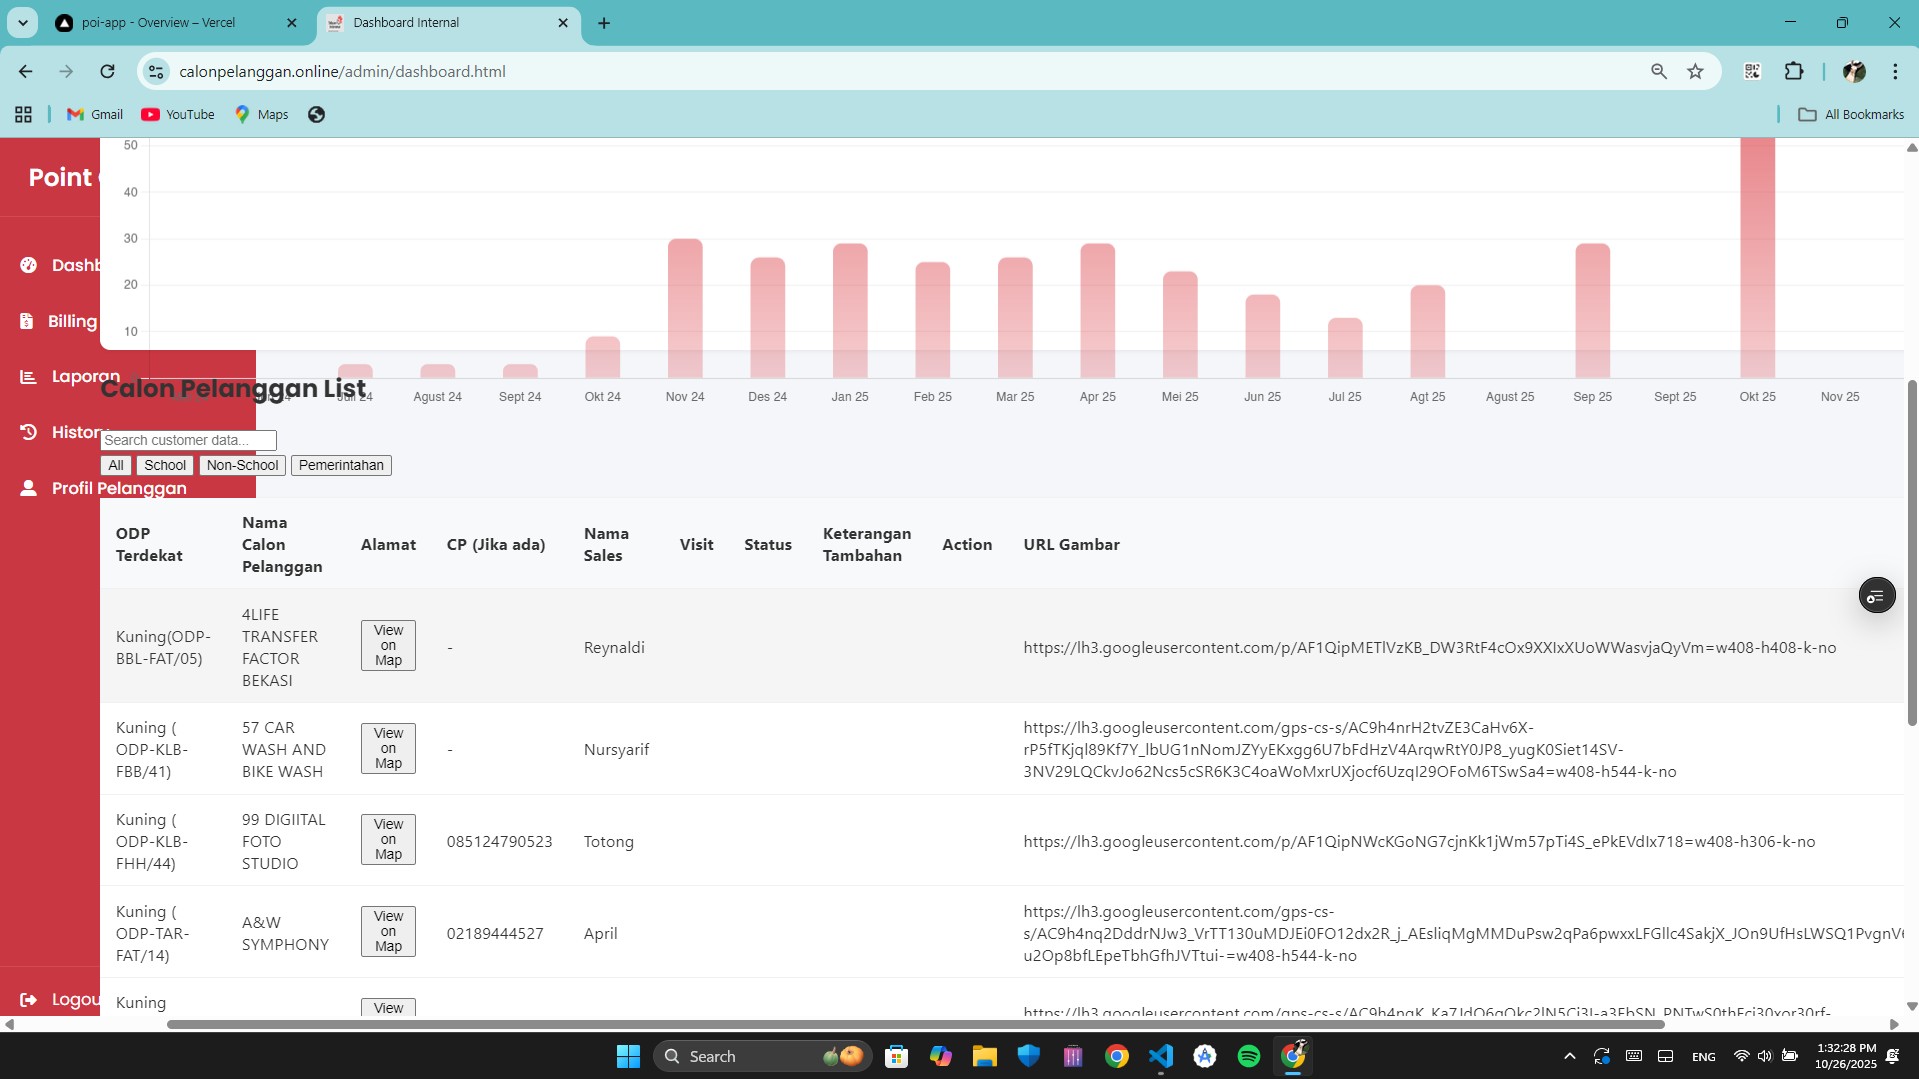 poi-app - Overview – Vercel
Dashboard Internal
calonpelanggan.online/admin/dashboard.html
Gmail
YouTube
Maps
All Bookmarks
Point
50
40
30
20
10
Billing
Laporan
Profil Pelanggan
Calon Pelanggan List
Juli 24
Agust 24
Sept 24
Okt 24
Nov 24
Des 24
Jan 25
Feb 25
Mar 25
Apr 25
Mei 25
Jun 25
Jul 25
Agt 25
Agust 25
Sep 25
Sept 25
Okt 25
Nov 25
Search customer data...
All
School
Non-School
Pemerintahan
ODP Terdekat
Nama Calon Pelanggan
Alamat
CP (Jika ada)
Nama Sales
Visit
Status
Keterangan Tambahan
Action
URL Gambar
Kuning(ODP-
BBL-FAT/05)
4LIFE
TRANSFER
FACTOR
BEKASI
View
on
Map
-
Reynaldi
https://lh3.googleusercontent.com/p/AF1QipMETlVzKB_DW3RtF4cOx9XXIxXUoWWasvjaQyVm=w408-h408-k-no
Kuning (
ODP-KLB-
FBB/41)
57 CAR
WASH AND
BIKE WASH
View
on
Map
-
Nursyarif
https://lh3.googleusercontent.com/gps-cs-s/AC9h4nrH2tvZE3CaHv6X-
rP5fTKjql89Kf7Y_lbUG1nNomJZYyEKxgg6U7bFdHzV4ArqwRtY0JP8_yugK0Siet14SV-
3NV29LQCkvJo62Ncs5cSR6K3C4oaWoMxrUXjocf6UzqI29OFoM6TSwSa4=w408-h544-k-no
Kuning (
ODP-KLB-
FHH/44)
99 DIGIITAL
FOTO
STUDIO
View
on
Map
085124790523
Totong
https://lh3.googleusercontent.com/p/AF1QipNWcKGoNG7cjnKk1jWm57pTi4S_ePkEVdIx718=w408-h306-k-no
Kuning (
ODP-TAR-
FAT/14)
A&W
SYMPHONY
View
on
Map
02189444527
April
https://lh3.googleusercontent.com/gps-cs-
s/AC9h4nq2DddrNJw3_VrTT130uMDJEi0FO12dx2R_j_AEsliqMgMMDuPsw2qPa6pwxxLFGllc4SakjX_JOn9UfHsLWSQ1PvgnV6
u2Op8bfLEpeTbhGfhJVTtui-=w408-h544-k-no
Kuning
View
Search
ENG
1:32:28 PM
10/26/2025